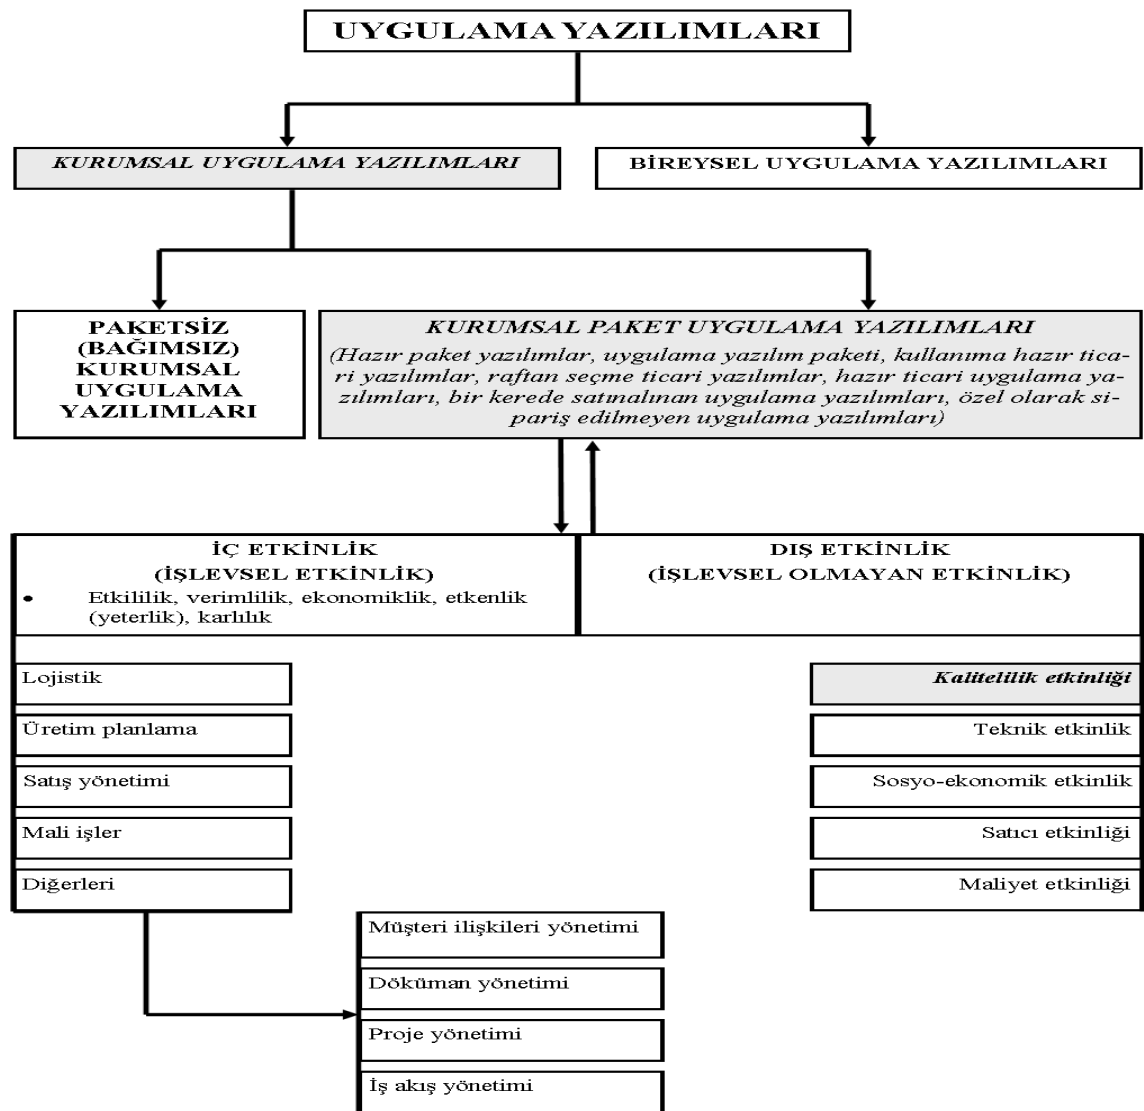 UYGULAMA YAZILIMLARI
KURUMSAL UYGULAMA YAZILIMLARI
BİREYSEL UYGULAMA YAZILIMLARI
PAKETSİZ
(BAĞIMSIZ)
KURUMSAL
UYGULAMA
YAZILIMLARI
KURUMSAL PAKET UYGULAMA YAZILIMLARI
(Hazır paket yazılımlar, uygulama yazılım paketi, kullanıma hazır tica-
ri yazılımlar, raftan seçme ticari yazılımlar, hazır ticari uygulama ya-
zılımları, bir kerede satınalınan uygulama yazılımları, özel olarak si-
pariş edilmeyen uygulama yazılımları)
İÇ ETKİNLİK
(İŞLEVSEL ETKİNLİK)
• Etkililik, verimlilik, ekonomiklik, etkenlik
(yeterlik), karlılık
DIŞ ETKİNLİK
(İŞLEVSEL OLMAYAN ETKİNLİK)
Lojistik
Üretim planlama
Satış yönetimi
Mali işler
Diğerleri
Kalitelilik etkinliği
Teknik etkinlik
Sosyo-ekonomik etkinlik
Satıcı etkinliği
Maliyet etkinliği
Müşteri ilişkileri yönetimi
Döküman yönetimi
Proje yönetimi
İş akış yönetimi